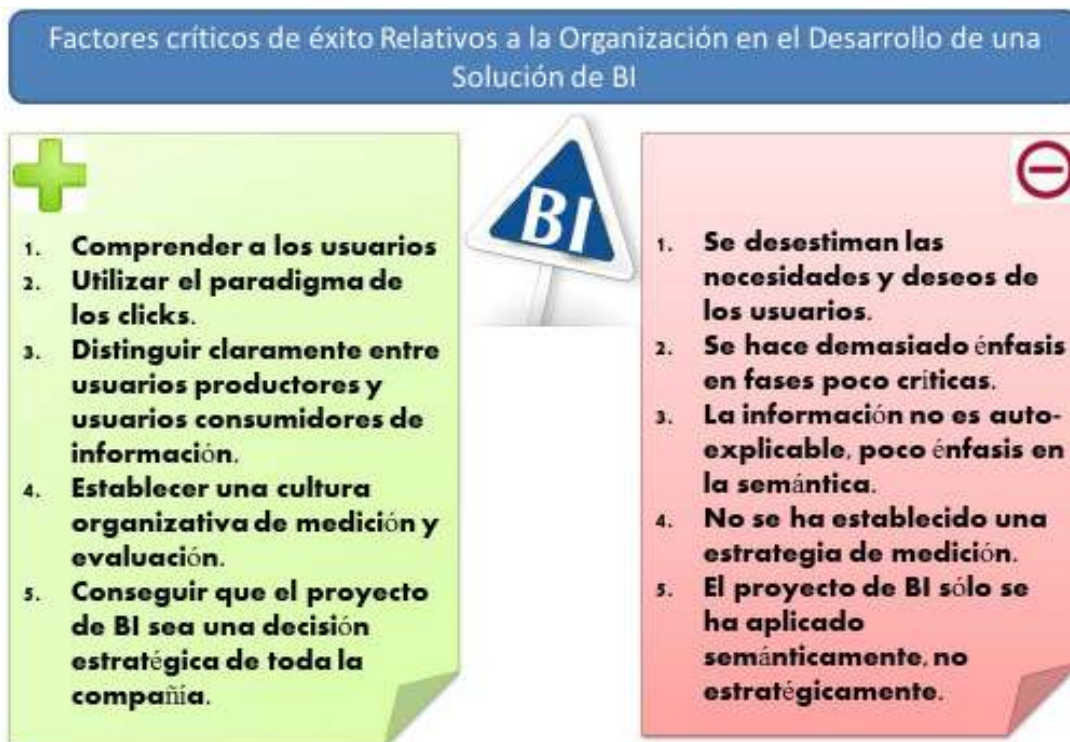 Factores críticos de éxito Relativos a la Organización en el Desarrollo de una
Solución de BI
1. Comprender a los usuarios
2. Utilizar el paradigma de
los clicks.
3. Distinguir claramente entre
usuarios productores y
usuarios consumidores de
información.
4. Establecer una cultura
organizativa de medición y
evaluación.
5. Conseguir que el proyecto
de BI sea una decisión
estratégica de toda la
compañía.
BI
1. Se desestiman las
necesidades y deseos de
los usuarios.
2. Se hace demasiado énfasis
en fases poco críticas.
3. La información no es auto-
explicable, poco énfasis en
la semántica.
4. No se ha establecido una
estrategia de medición.
5. El proyecto de BI sólo se
ha aplicado
semánticamente, no
estratégicamente.